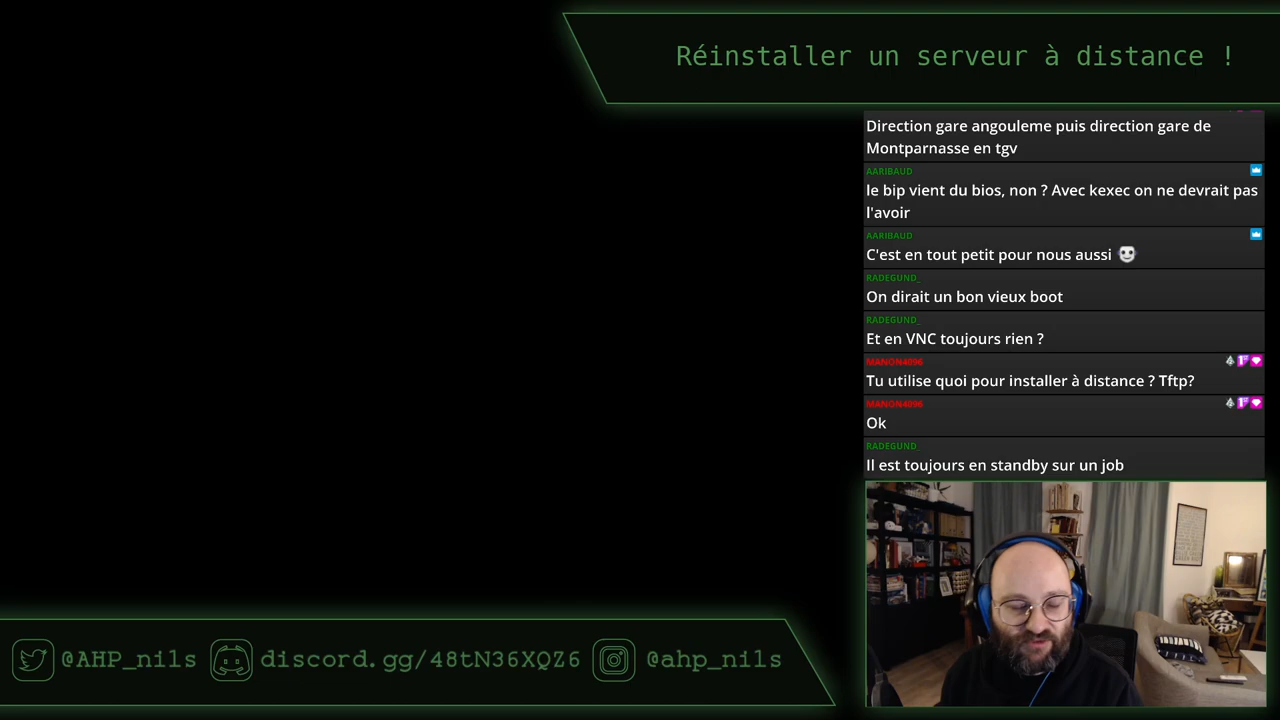 Réinstaller un serveur à distance !
Direction gare angouleme puis direction gare de
Montparnasse en tgv
AARIBAUD
le bip vient du bios, non ? Avec kexec on ne devrait pas
l'avoir
AARIBAUD
C'est en tout petit pour nous aussi
RADEGUND_
On dirait un bon vieux boot
RADEGUND_
Et en VNC toujours rien ?
MANON4096
Tu utilise quoi pour installer à distance ? Tftp?
MANON4096
Ok
RADEGUND_
Il est toujours en standby sur un job
@AHP_nils discord.gg/48tN36XQZ6 @ahp_nils